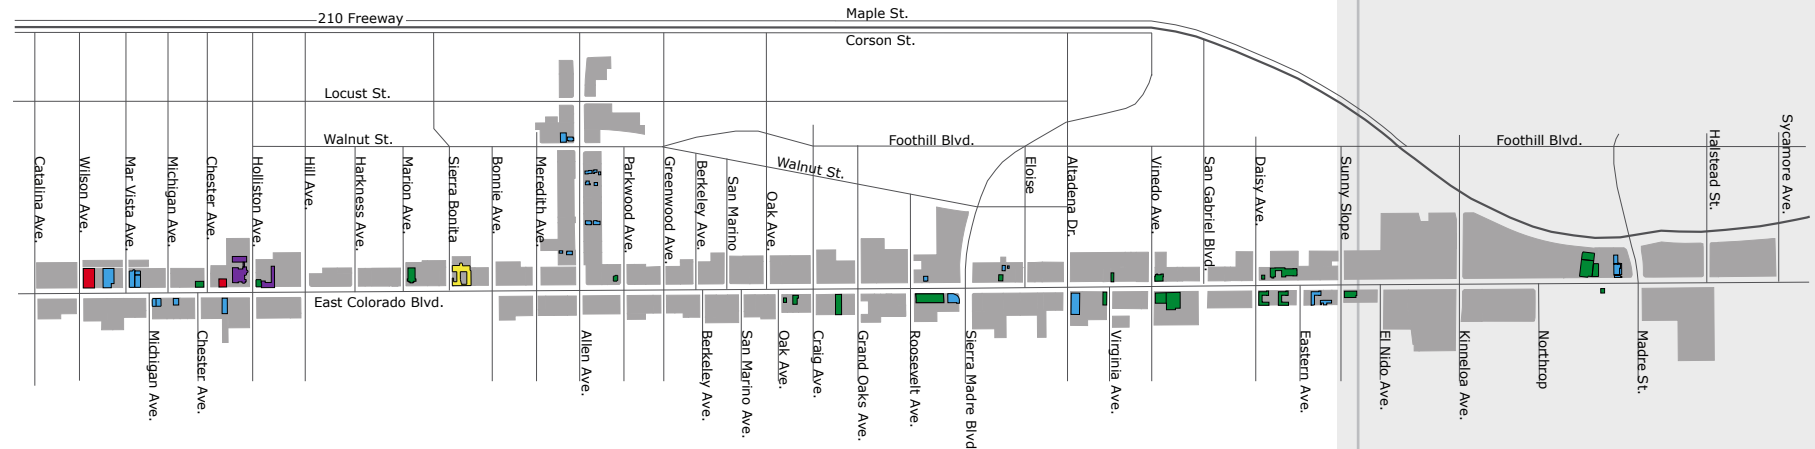 210 Freeway
Maple St.
Corson St.
Locust St.
Walnut St.
Foothill Blvd.
Foothill Blvd.
Walnut St.
Catalina Ave.
Wilson Ave.
Mar Vista Ave.
Michigan Ave.
Chester Ave.
Holliston Ave.
Hill Ave.
Harkness Ave.
Marion Ave.
Sierra Bonita
Bonnie Ave.
Meredith Ave.
Parkwood Ave.
Greenwood Ave.
Berkeley Ave.
San Marino
Oak Ave.
Eloise
Altadena Dr.
Vinedo Ave.
San Gabriel Blvd.
Daisy Ave.
Sunny Slope
Halstead St.
Sycamore Ave.
East Colorado Blvd.
Michigan Ave.
Chester Ave.
Allen Ave.
Berkeley Ave.
San Marino Ave.
Oak Ave.
Craig Ave.
Grand Oaks Ave.
Roosevelt Ave.
Sierra Madre Blvd
Virginia Ave.
Eastern Ave.
El Nido Ave.
Kinneloa Ave.
Northrop
Madre St.